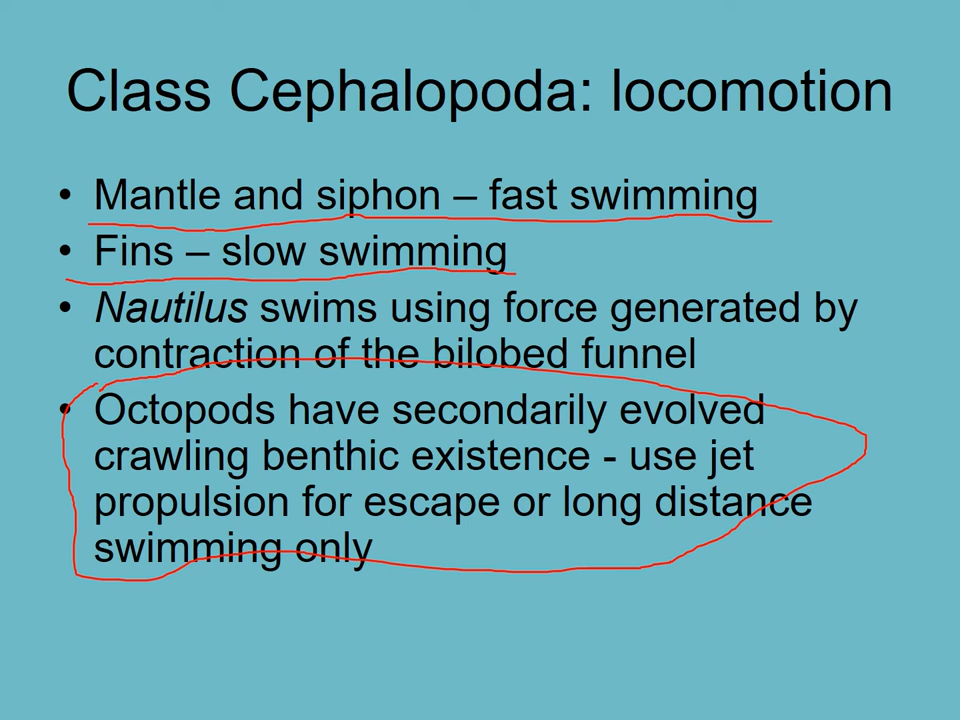 Class Cephalopoda: locomotion
• Mantle and siphon – fast swimming
• Fins – slow swimming
• Nautilus swims using force generated by
contraction of the bilobed funnel
• Octopods have secondarily evolved
crawling benthic existence - use jet
propulsion for escape or long distance
swimming only